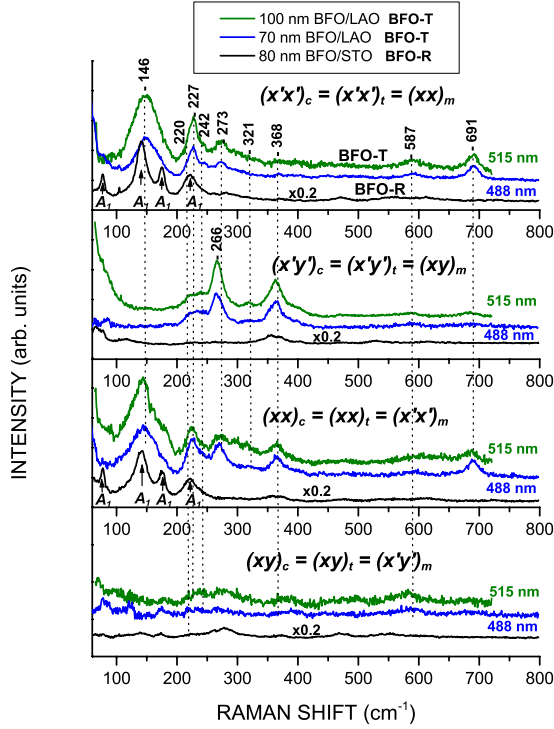 100 nm BFO/LAO BFO-T
70 nm BFO/LAO BFO-T
80 nm BFO/STO BFO-R
146
227
220
242
273
321
368
587
691
(x'x')c = (x'x')t = (xx)m
BFO-T
515 nm
BFO-R
488 nm
x0.2
A1 A1 A1 A1
100 200 300 400 500 600 700 800
266
(x'y')c = (x'y')t = (xy)m
515 nm
488 nm
x0.2
100 200 300 400 500 600 700 800
(xx)c = (xx)t = (x'x')m
515 nm
488 nm
x0.2
A1 A1 A1 A1
100 200 300 400 500 600 700 800
(xy)c = (xy)t = (x'y')m
515 nm
488 nm
x0.2
100 200 300 400 500 600 700 800
RAMAN SHIFT (cm-1)
INTENSITY (arb. units)